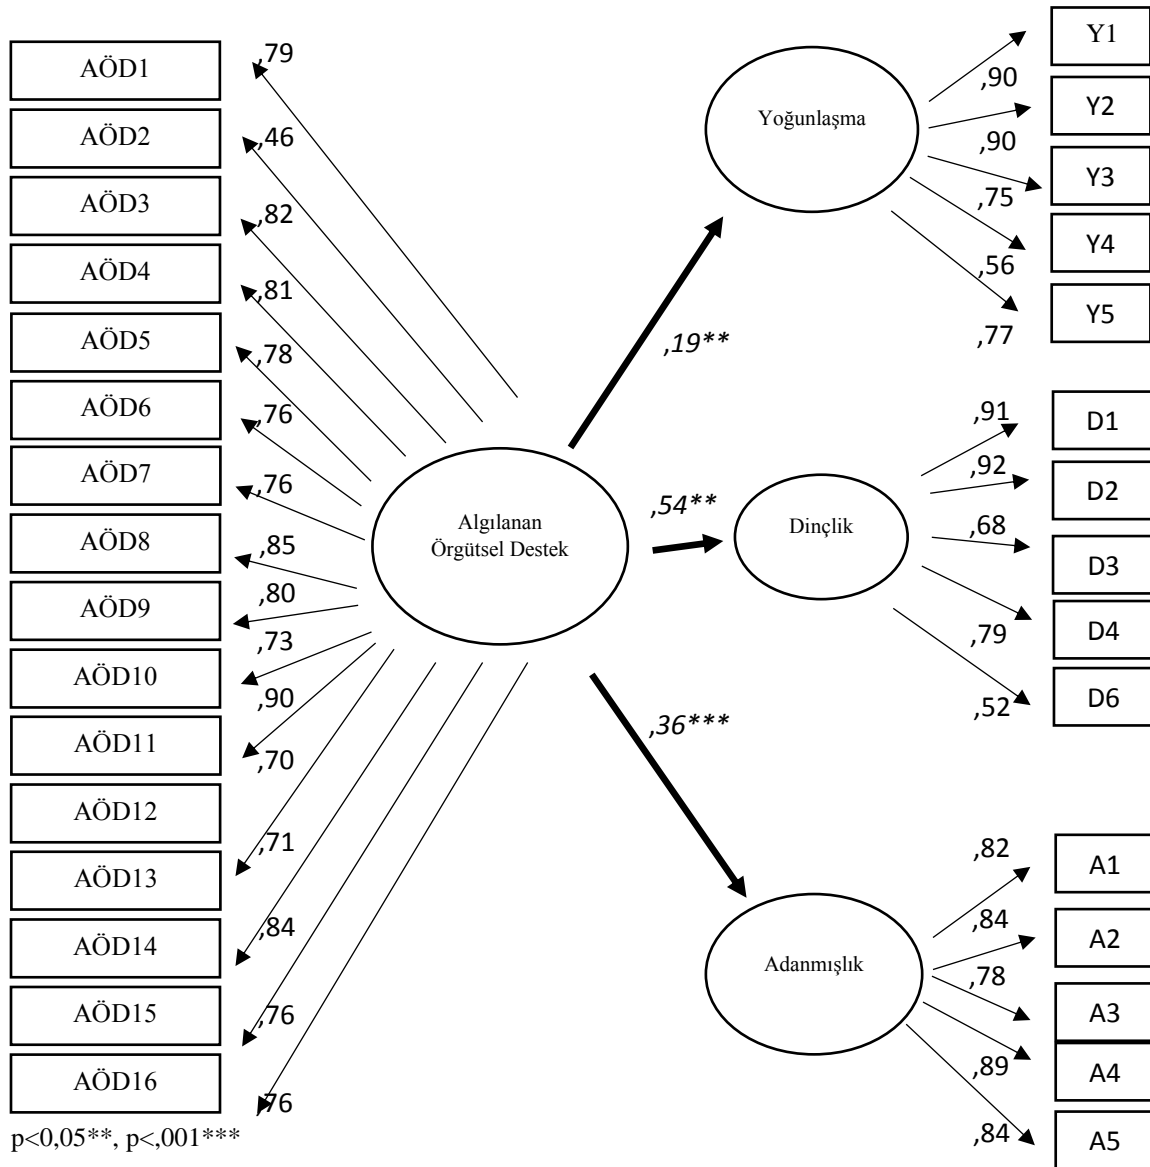 AÖD1
AÖD2
AÖD3
AÖD4
AÖD5
AÖD6
AÖD7
AÖD8
AÖD9
AÖD10
AÖD11
AÖD12
AÖD13
AÖD14
AÖD15
AÖD16
,79
,46
,82
,81
,78
,76
,76
,85
,80
,73
,90
,70
,71
,84
,76
,76
Algılanan
Örgütsel Destek
,19**
,54**
,36***
Yoğunlaşma
,90
,90
,75
,56
,77
Y1
Y2
Y3
Y4
Y5
Dinçlik
,91
,92
,68
,79
,52
D1
D2
D3
D4
D6
Adanmışlık
,82
,84
,78
,89
,84
A1
A2
A3
A4
A5
p<0,05**, p<,001***